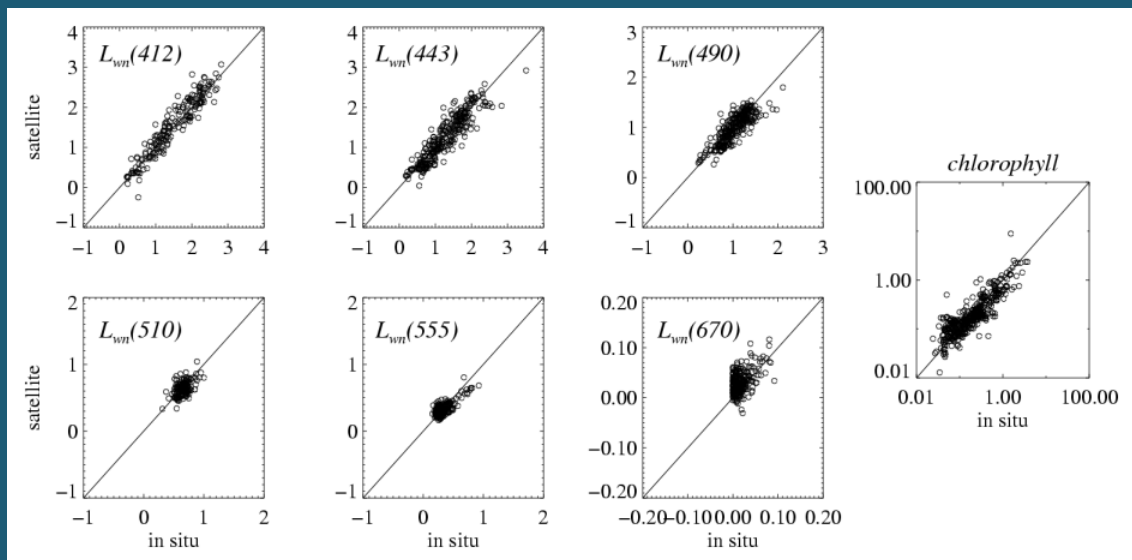 satellite
4
3
2
1
0
−1
L_wn(412)
0 1 2 3 4
4
3
2
1
0
−1
L_wn(443)
0 1 2 3 4
3
2
1
0
−1
L_wn(490)
0 1 2 3
satellite
2
1
0
−1
L_wn(510)
−1 0 1 2
in situ
2
1
0
−1
L_wn(555)
−1 0 1 2
in situ
0.20
0.10
0.00
−0.10
−0.20
L_wn(670)
−0.20 −0.10 0.00 0.10 0.20
in situ
chlorophyll
100.00
1.00
0.01
0.01 1.00 100.00
in situ